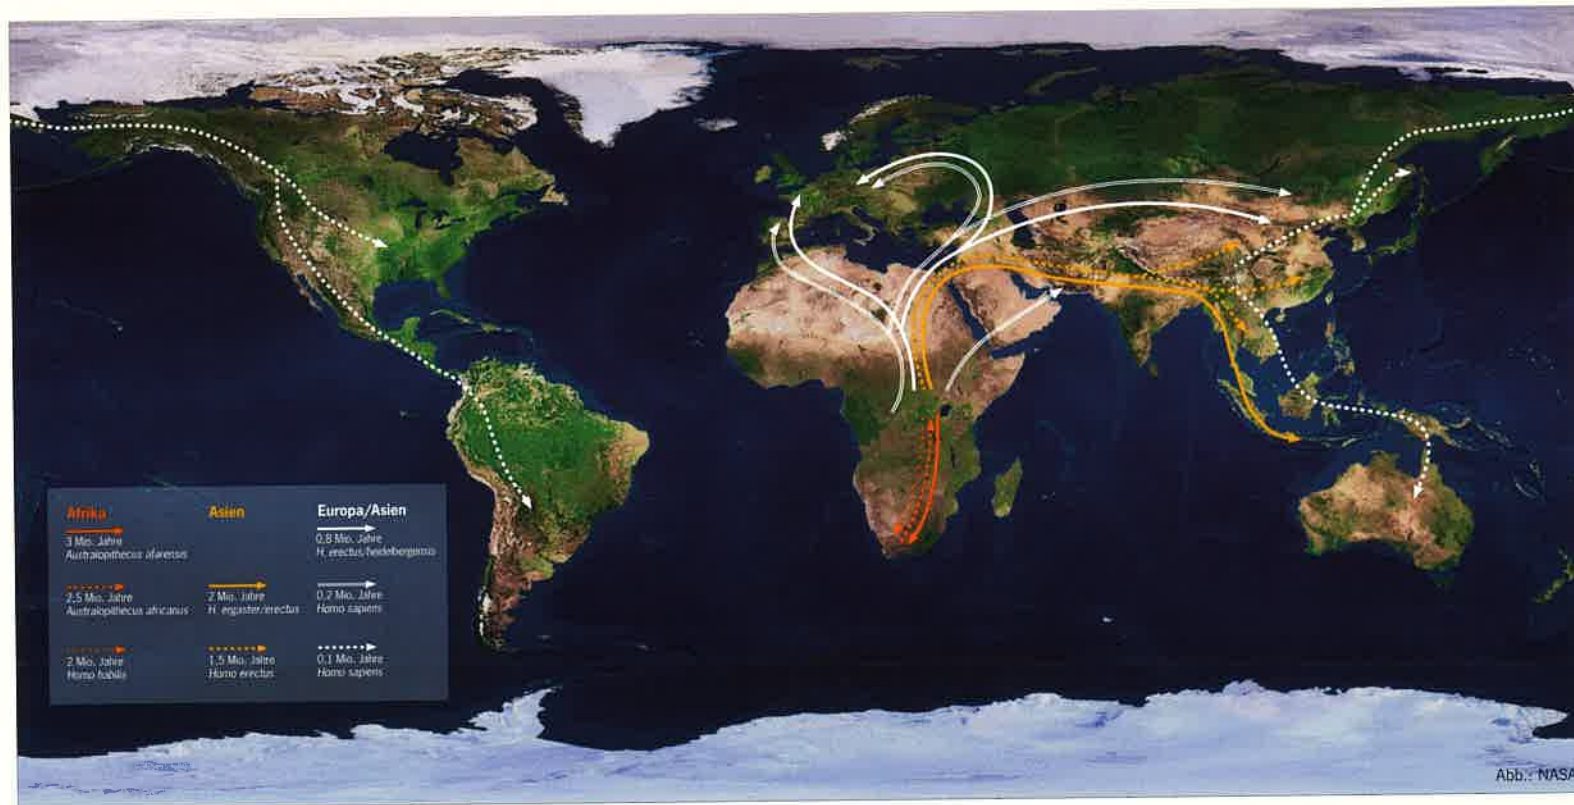 Afrika
3 Mio. Jahre
Australopithecus afarensis
2,5 Mio. Jahre
Australopithecus africanus
2 Mio. Jahre
Homo habilis
Asien
2 Mio. Jahre
H. ergaster/erectus
1,5 Mio. Jahre
Homo erectus
Europa/Asien
0,8 Mio. Jahre
H. erectus/heidelbergensis
0,2 Mio. Jahre
Homo sapiens
0,1 Mio. Jahre
Homo sapiens
Abb.: NASA